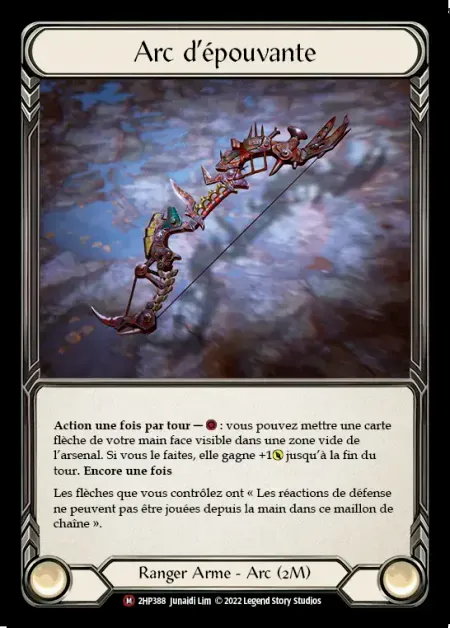 Arc d'épouvante
Action une fois par tour — : vous pouvez mettre une carte
flèche de votre main face visible dans une zone vide de
l'arsenal. Si vous le faites, elle gagne +1 jusqu'à la fin du
tour. Encore une fois
Les flèches que vous contrôlez ont « Les réactions de défense
ne peuvent pas être jouées depuis la main dans ce maillon de
chaîne ».
Ranger Arme - Arc (2M)
M 2HP388 Junaidi Lim © 2022 Legend Story Studios